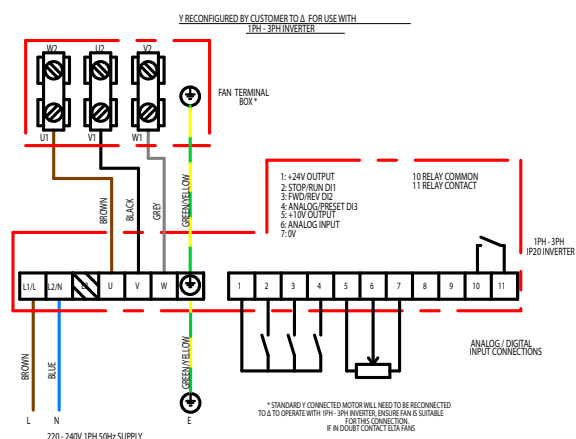 Y RECONFIGURED BY CUSTOMER TO Δ FOR USE WITH
1PH - 3PH INVERTER
W2 U2 V2
FAN TERMINAL
BOX *
U1 V1 W1
BROWN
BLACK
GREY
GREEN/YELLOW
1: +24V OUTPUT
2: STOP/RUN DI1
3: FWD/REV DI2
4: ANALOG/PRESET DI3
5: +10V OUTPUT
6: ANALOG INPUT
7: 0V
10 RELAY COMMON
11 RELAY CONTACT
1PH - 3PH
IP20 INVERTER
L1/L L2/N L3 U V W
1 2 3 4 5 6 7 8 9 10 11
BROWN
BLUE
GREEN/YELLOW
ANALOG / DIGITAL
INPUT CONNECTIONS
L N E
220 - 240V 1PH 50Hz SUPPLY
* STANDARD Y CONNECTED MOTOR WILL NEED TO BE RECONNECTED
TO Δ TO OPERATE WITH 1PH - 3PH INVERTER, ENSURE FAN IS SUITABLE
FOR THIS CONNECTION.
IF IN DOUBT CONTACT ELTA FANS